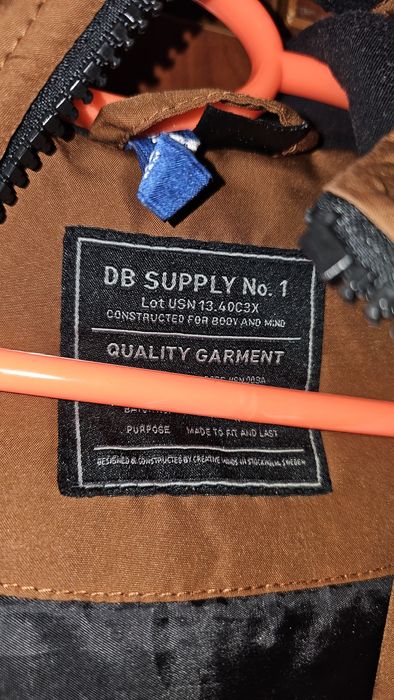 DB SUPPLY No. 1
Lot USN 13.40C3X
CONSTRUCTED FOR BODY AND MIND
QUALITY GARMENT
PURPOSE MADE TO FIT AND LAST
DESIGNED & CONSTRUCTED BY CREATIVE MINDS IN STOCKHOLM, SWEDEN